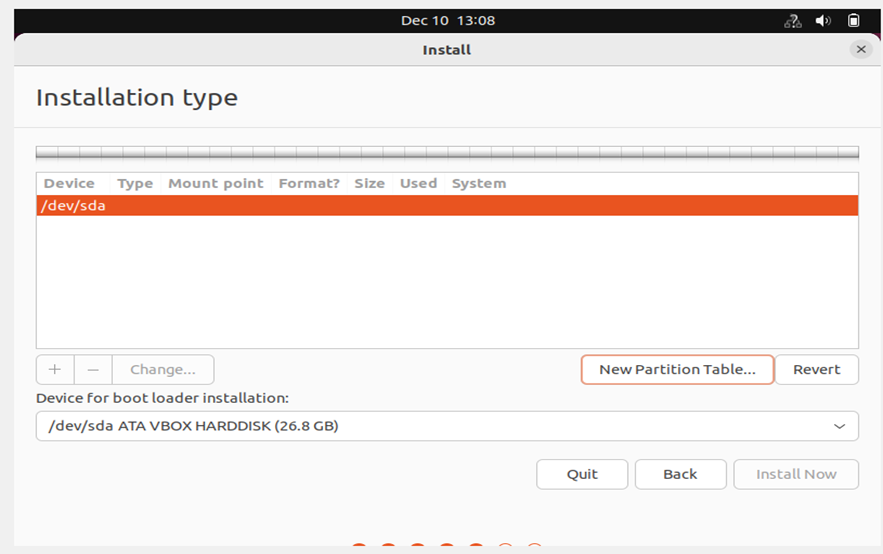 Dec 10 13:08
Install
Installation type
Device Type Mount point Format? Size Used System
/dev/sda
+ − Change... New Partition Table... Revert
Device for boot loader installation:
/dev/sda ATA VBOX HARDDISK (26.8 GB)
Quit Back Install Now